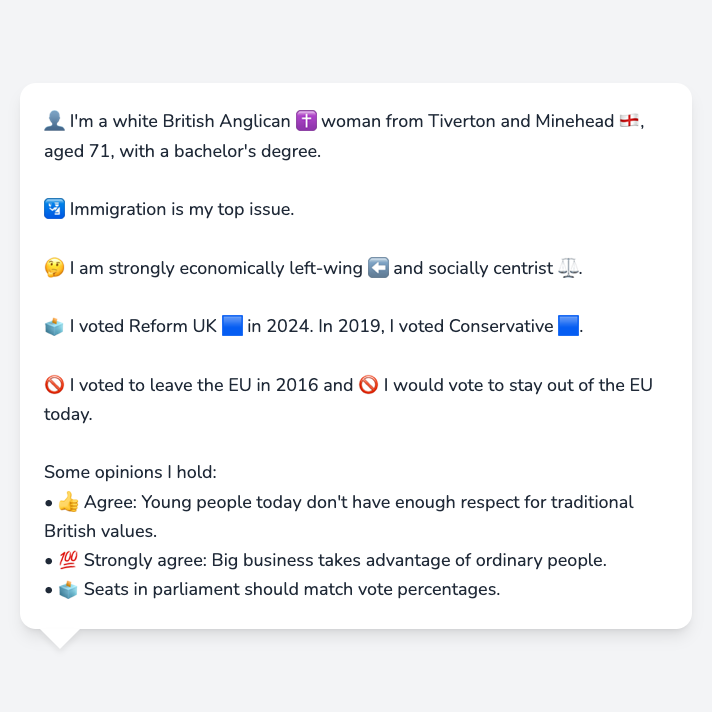 👤 I'm a white British Anglican ✝️ woman from Tiverton and Minehead 🏴󠁧󠁢󠁥󠁮󠁧󠁿,
aged 71, with a bachelor's degree.
🛂 Immigration is my top issue.
🤔 I am strongly economically left-wing ⬅️ and socially centrist ⚖️.
🗳️ I voted Reform UK 🟦 in 2024. In 2019, I voted Conservative 🟦.
🚫 I voted to leave the EU in 2016 and 🚫 I would vote to stay out of the EU
today.
Some opinions I hold:
• 👍 Agree: Young people today don't have enough respect for traditional
British values.
• 💯 Strongly agree: Big business takes advantage of ordinary people.
• 🗳️ Seats in parliament should match vote percentages.